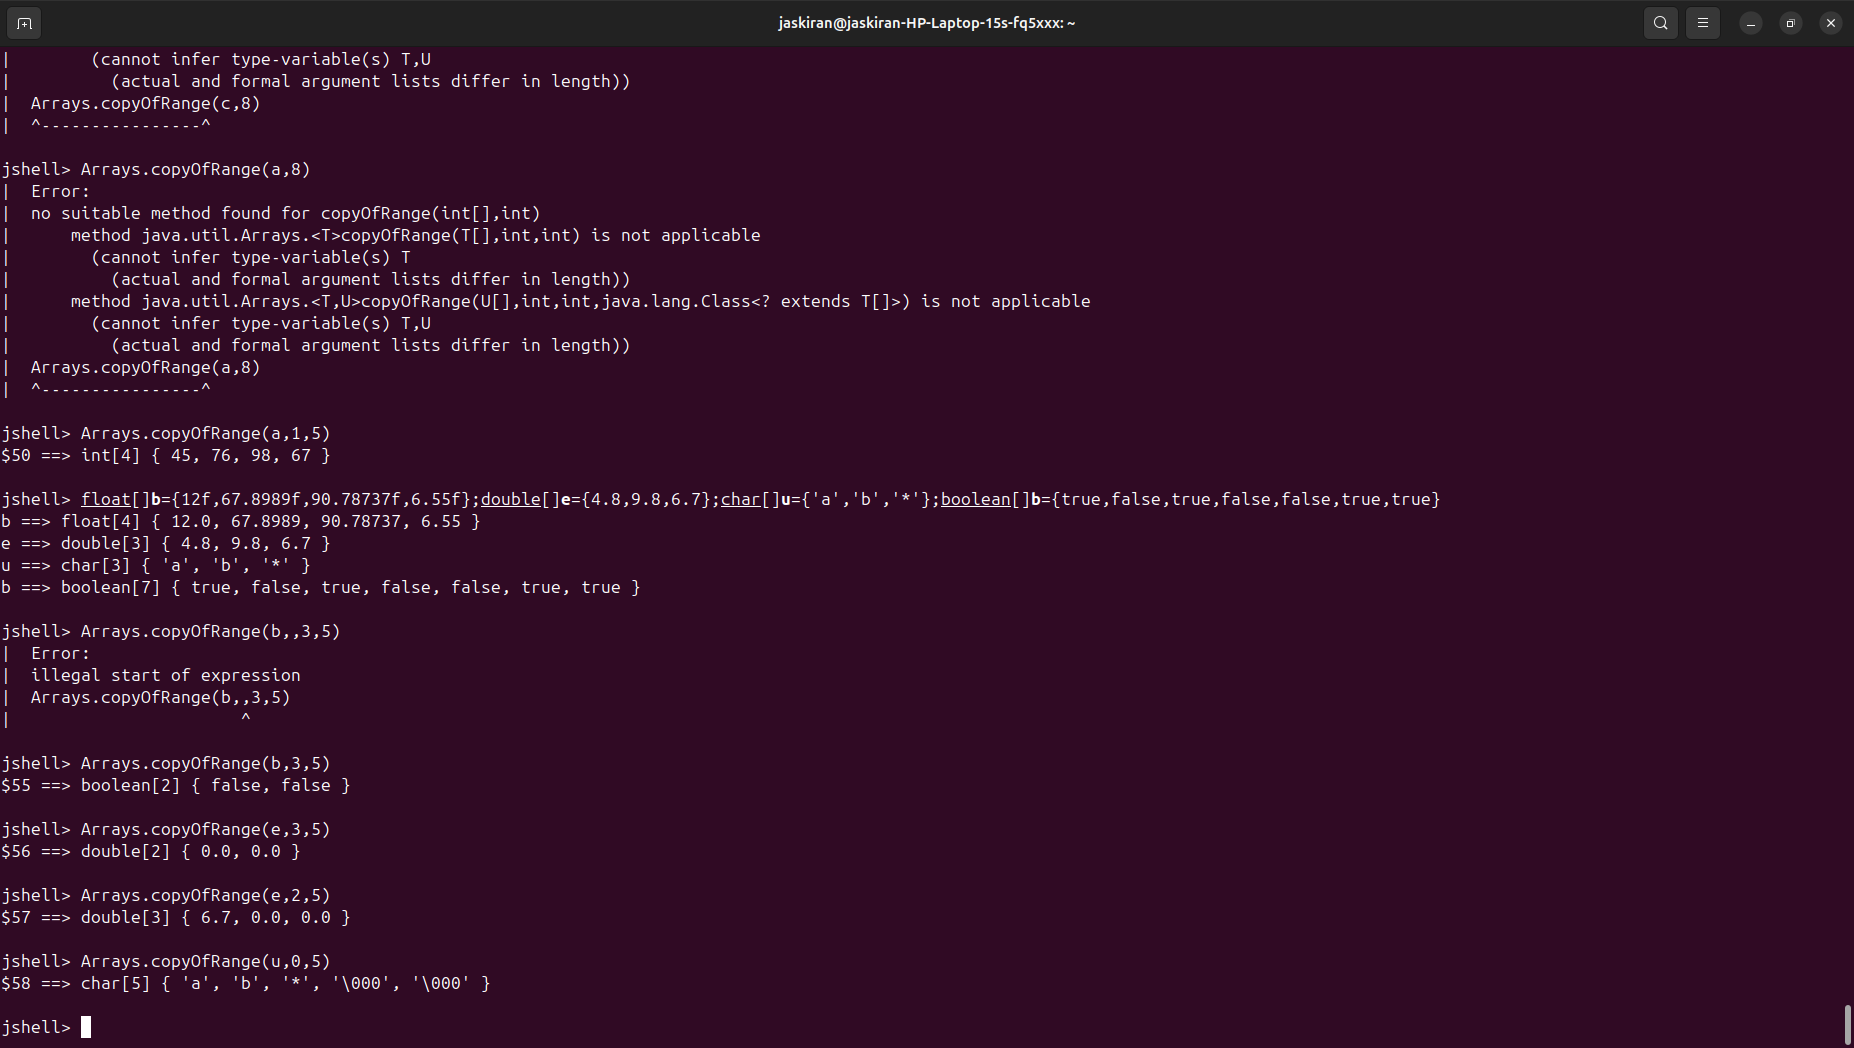 jaskiran@jaskiran-HP-Laptop-15s-fq5xxx: ~
|        (cannot infer type-variable(s) T,U
|          (actual and formal argument lists differ in length))
|  Arrays.copyOfRange(c,8)
|  ^----------------^
jshell> Arrays.copyOfRange(a,8)
|  Error:
|  no suitable method found for copyOfRange(int[],int)
|      method java.util.Arrays.<T>copyOfRange(T[],int,int) is not applicable
|        (cannot infer type-variable(s) T
|          (actual and formal argument lists differ in length))
|      method java.util.Arrays.<T,U>copyOfRange(U[],int,int,java.lang.Class<? extends T[]>) is not applicable
|        (cannot infer type-variable(s) T,U
|          (actual and formal argument lists differ in length))
|  Arrays.copyOfRange(a,8)
|  ^----------------^
jshell> Arrays.copyOfRange(a,1,5)
$50 ==> int[4] { 45, 76, 98, 67 }
jshell> float[]b={12f,67.8989f,90.78737f,6.55f};double[]e={4.8,9.8,6.7};char[]u={'a','b','*'};boolean[]b={true,false,true,false,false,true,true}
b ==> float[4] { 12.0, 67.8989, 90.78737, 6.55 }
e ==> double[3] { 4.8, 9.8, 6.7 }
u ==> char[3] { 'a', 'b', '*' }
b ==> boolean[7] { true, false, true, false, false, true, true }
jshell> Arrays.copyOfRange(b,,3,5)
|  Error:
|  illegal start of expression
|  Arrays.copyOfRange(b,,3,5)
|                       ^
jshell> Arrays.copyOfRange(b,3,5)
$55 ==> boolean[2] { false, false }
jshell> Arrays.copyOfRange(e,3,5)
$56 ==> double[2] { 0.0, 0.0 }
jshell> Arrays.copyOfRange(e,2,5)
$57 ==> double[3] { 6.7, 0.0, 0.0 }
jshell> Arrays.copyOfRange(u,0,5)
$58 ==> char[5] { 'a', 'b', '*', '\000', '\000' }
jshell>